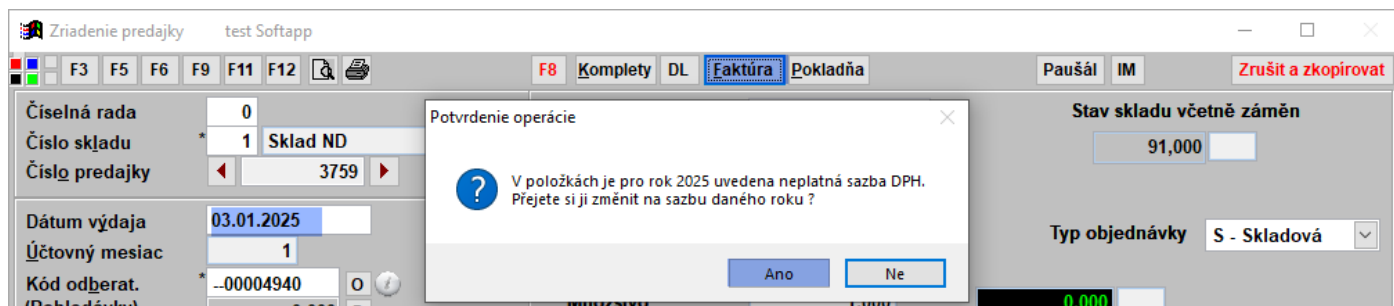 Zriadenie predajky test Softapp
F3 F5 F6 F9 F11 F12 F8 Komplety DL Faktúra Pokladňa Paušál IM Zrušit a zkopírovat
Číselná rada 0
Číslo skladu * 1 Sklad ND
Číslo predajky 3759
Potvrdenie operácie
V položkách je pro rok 2025 uvedena neplatná sazba DPH.
Přejete si ji změnit na sazbu daného roku ?
Ano Ne
Stav skladu včetně záměn
91,000
Dátum výdaja 03.01.2025
Účtovný mesiac 1
Kód odberat. * --00004940 O i
Typ objednávky S - Skladová
0,000